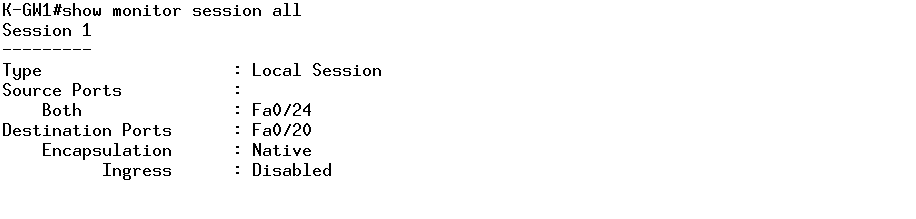 K-GW1#show monitor session all
Session 1
---------
Type                   : Local Session
Source Ports           :
    Both               : Fa0/24
Destination Ports      : Fa0/20
    Encapsulation      : Native
          Ingress      : Disabled